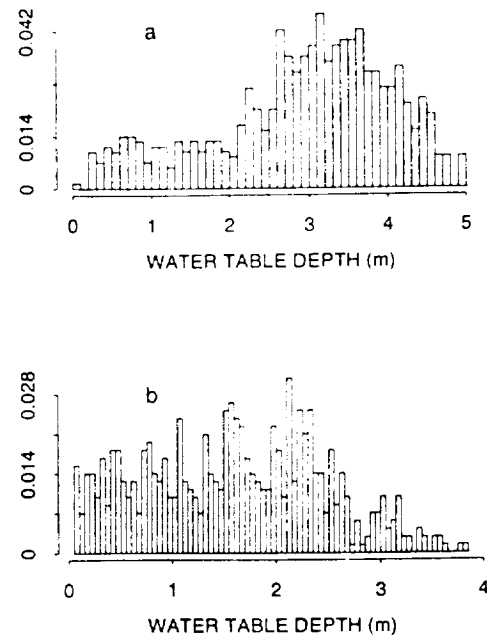 a
0.042
0.014
0
0 1 2 3 4 5
WATER TABLE DEPTH (m)
b
0.028
0.014
0
0 1 2 3 4
WATER TABLE DEPTH (m)